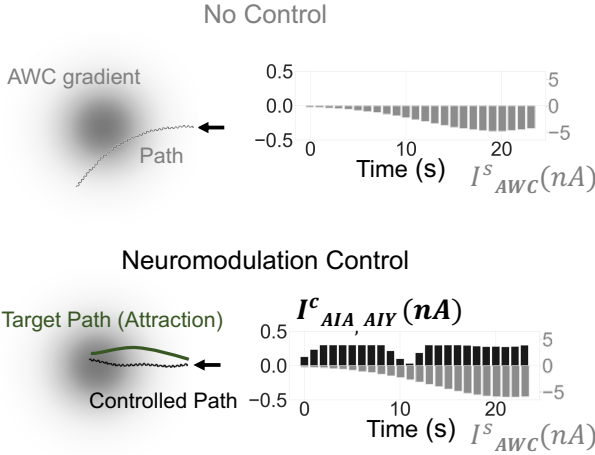 No Control
AWC gradient
Path
0.5
0.0
−0.5
5
0
−5
0 10 20
Time (s)
I^s_AWC(nA)
Neuromodulation Control
Target Path (Attraction)
Controlled Path
I^c_AIA, AIY (nA)
0.5
0.0
−0.5
5
0
−5
0 10 20
Time (s)
I^s_AWC(nA)